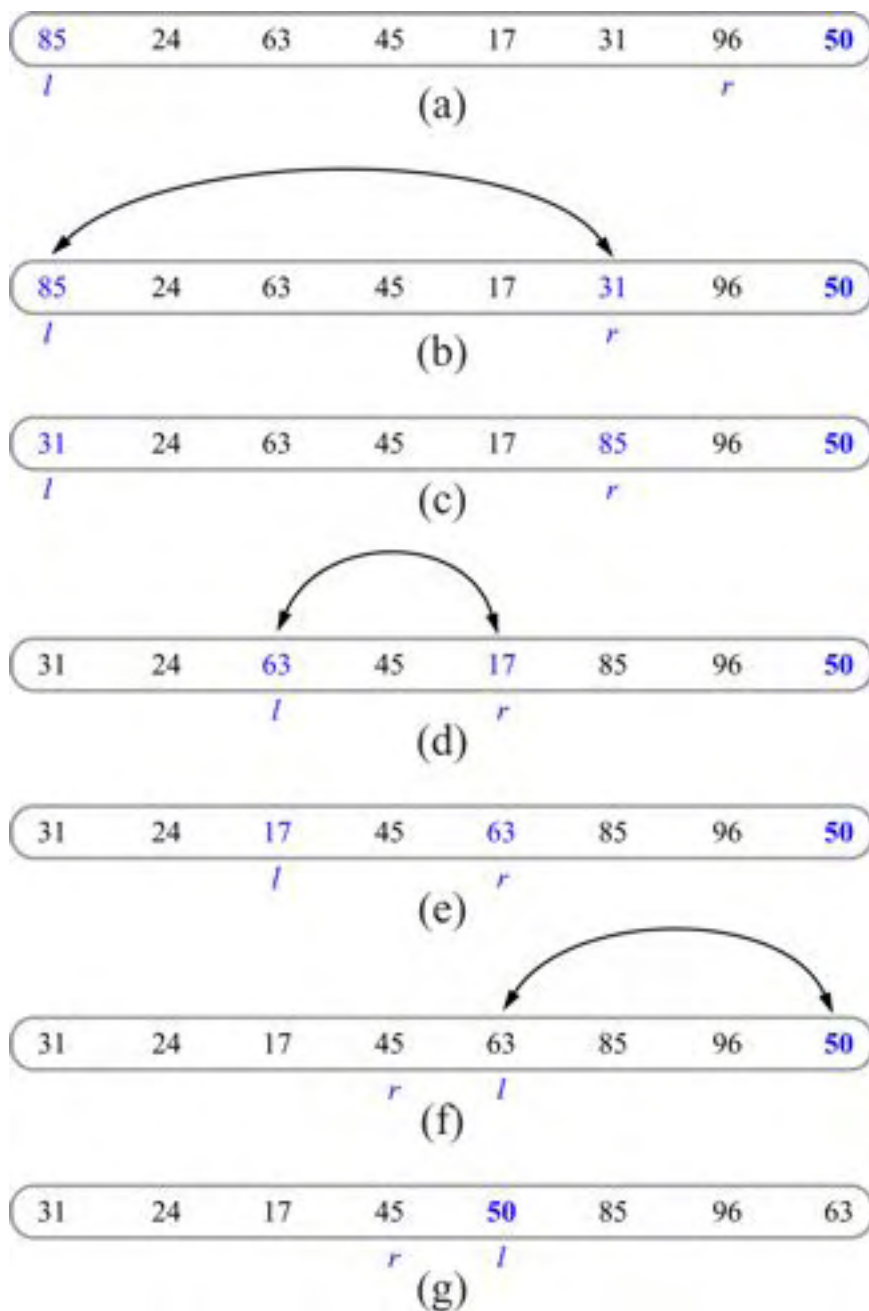 85 24 63 45 17 31 96 50
l r
(a)
85 24 63 45 17 31 96 50
l r
(b)
31 24 63 45 17 85 96 50
l r
(c)
31 24 63 45 17 85 96 50
l r
(d)
31 24 17 45 63 85 96 50
l r
(e)
31 24 17 45 63 85 96 50
r l
(f)
31 24 17 45 50 85 96 63
r l
(g)